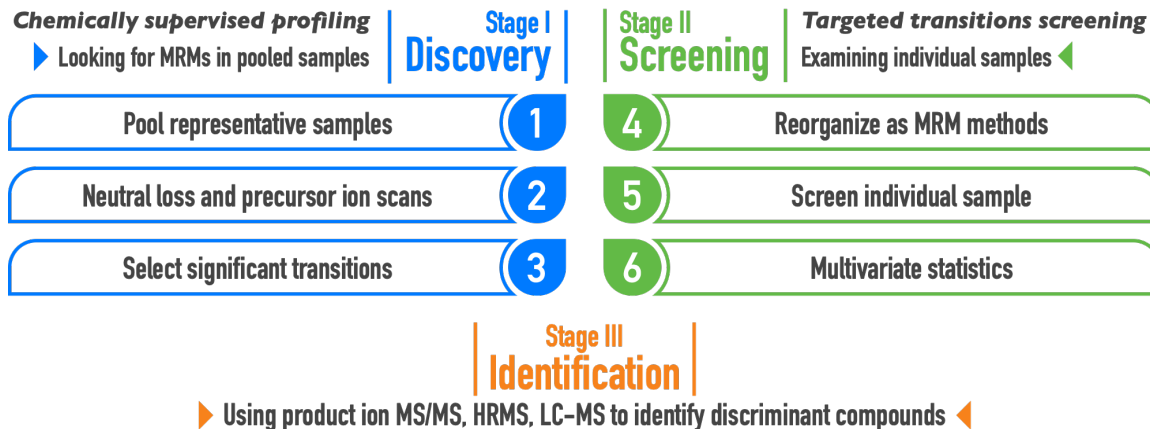 Chemically supervised profiling
Looking for MRMs in pooled samples
Stage I
Discovery
Stage II
Screening
Targeted transitions screening
Examining individual samples
Pool representative samples
1
Neutral loss and precursor ion scans
2
Select significant transitions
3
4
Reorganize as MRM methods
5
Screen individual sample
6
Multivariate statistics
Stage III
Identification
Using product ion MS/MS, HRMS, LC-MS to identify discriminant compounds